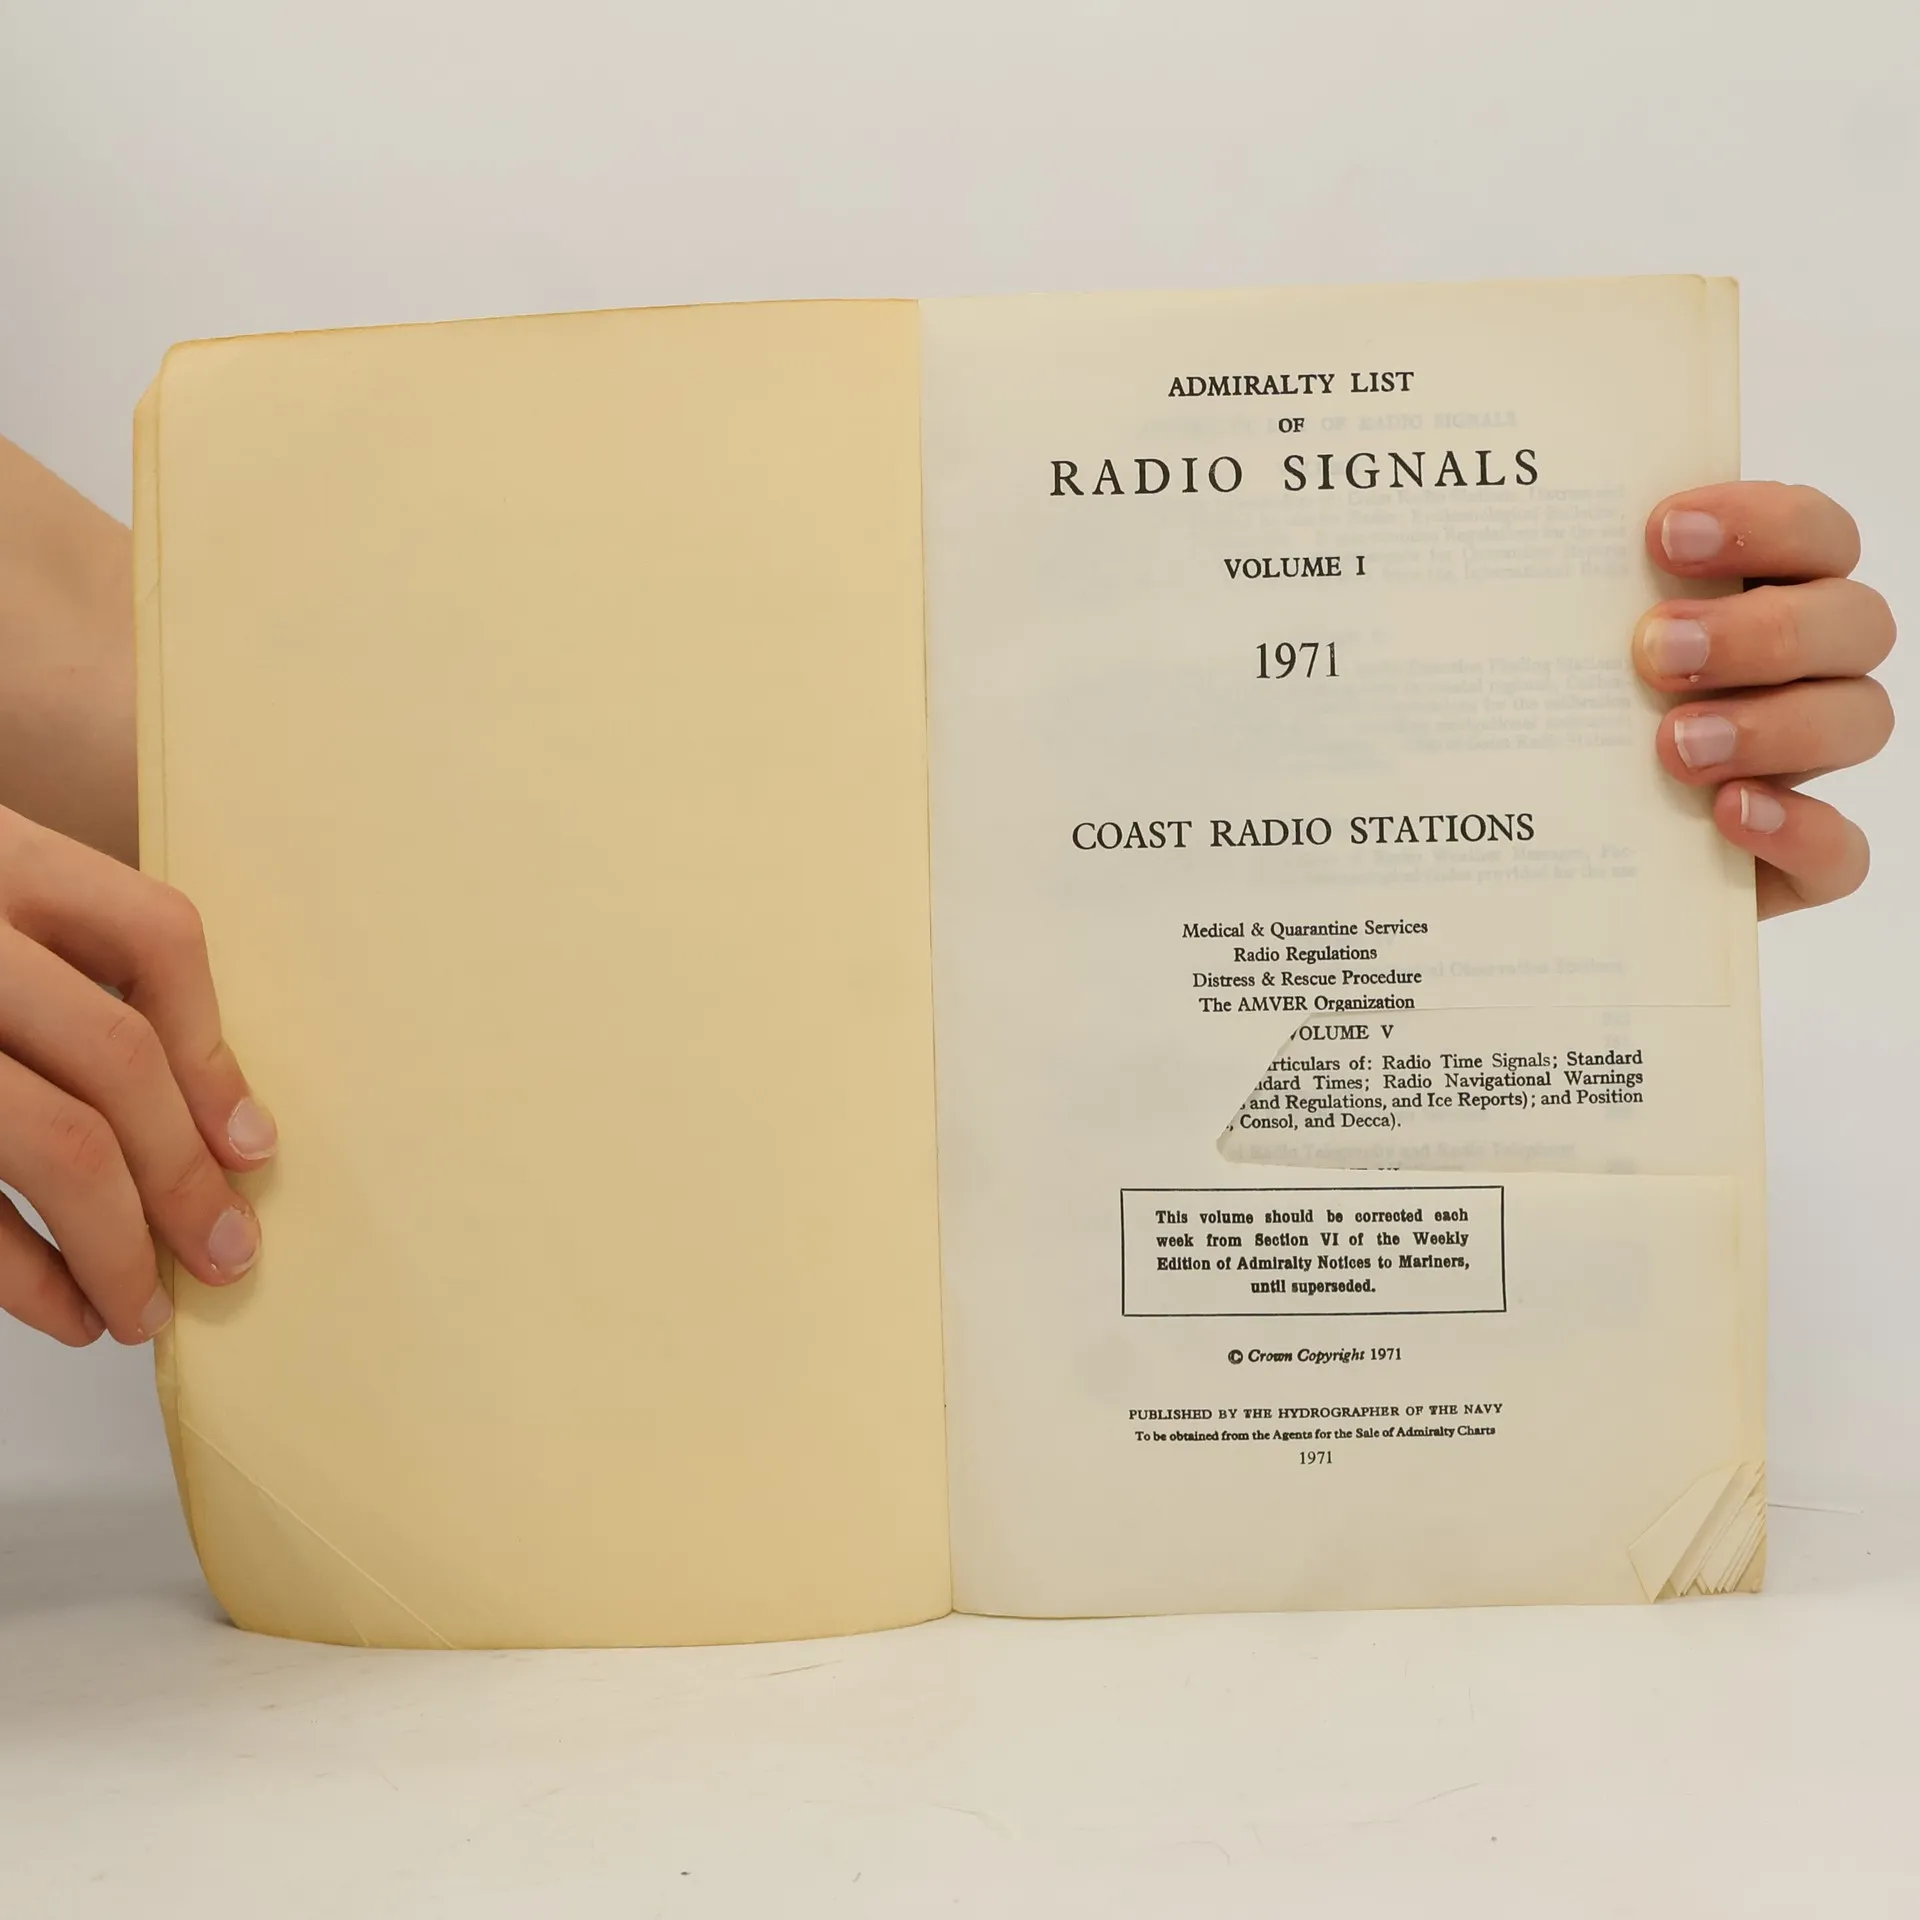 ADMIRALTY LIST
OF
RADIO SIGNALS
VOLUME I
1971
COAST RADIO STATIONS
Medical & Quarantine Services
Radio Regulations
Distress & Rescue Procedure
The AMVER Organization
OLUME V
rticulars of: Radio Time Signals; Standard
dard Times; Radio Navigational Warnings
and Regulations, and Ice Reports); and Position
, Consol, and Decca).
This volume should be corrected each
week from Section VI of the Weekly
Edition of Admiralty Notices to Mariners,
until superseded.
© Crown Copyright 1971
PUBLISHED BY THE HYDROGRAPHER OF THE NAVY
To be obtained from the Agents for the Sale of Admiralty Charts
1971